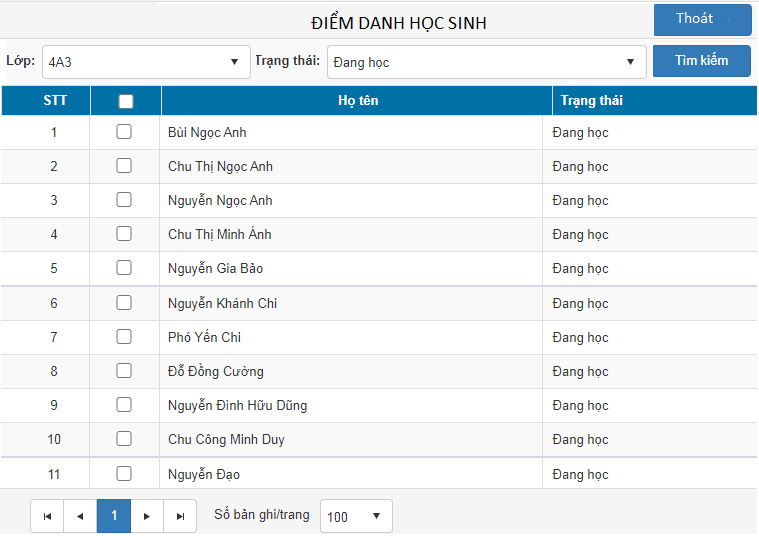 ĐIỂM DANH HỌC SINH
Thoát
Lớp: 4A3 Trạng thái: Đang học Tìm kiếm
STT Họ tên Trạng thái
1 Bùi Ngọc Anh Đang học
2 Chu Thị Ngọc Anh Đang học
3 Nguyễn Ngọc Anh Đang học
4 Chu Thị Minh Ánh Đang học
5 Nguyễn Gia Bảo Đang học
6 Nguyễn Khánh Chi Đang học
7 Phó Yến Chi Đang học
8 Đỗ Đồng Cường Đang học
9 Nguyễn Đình Hữu Dũng Đang học
10 Chu Công Minh Duy Đang học
11 Nguyễn Đạo Đang học
1 Số bản ghi/trang 100